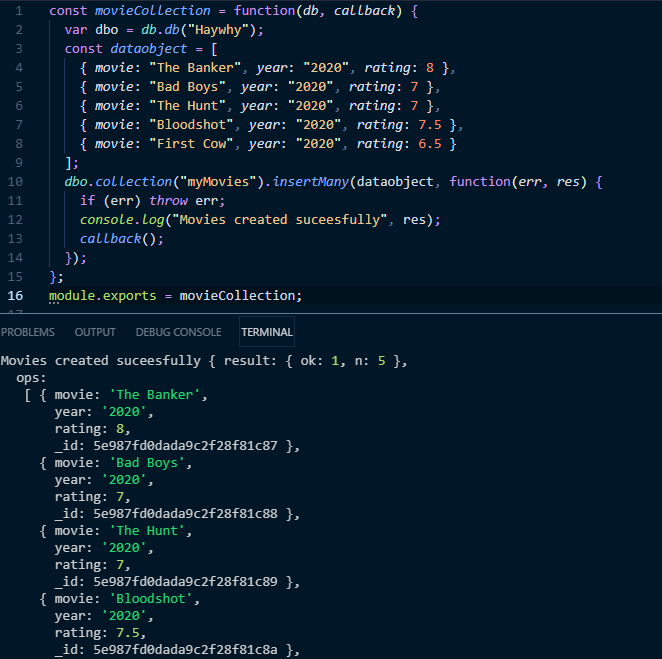 1 const movieCollection = function(db, callback) {
2 var dbo = db.db("Haywhy");
3 const dataobject = [
4 { movie: "The Banker", year: "2020", rating: 8 },
5 { movie: "Bad Boys", year: "2020", rating: 7 },
6 { movie: "The Hunt", year: "2020", rating: 7 },
7 { movie: "Bloodshot", year: "2020", rating: 7.5 },
8 { movie: "First Cow", year: "2020", rating: 6.5 }
9 ];
10 dbo.collection("myMovies").insertMany(dataobject, function(err, res) {
11 if (err) throw err;
12 console.log("Movies created suceesfully", res);
13 callback();
14 });
15 };
16 module.exports = movieCollection;
PROBLEMS OUTPUT DEBUG CONSOLE TERMINAL
Movies created suceesfully { result: { ok: 1, n: 5 },
ops:
[ { movie: 'The Banker',
year: '2020',
rating: 8,
_id: 5e987fd0dada9c2f28f81c87 },
{ movie: 'Bad Boys',
year: '2020',
rating: 7,
_id: 5e987fd0dada9c2f28f81c88 },
{ movie: 'The Hunt',
year: '2020',
rating: 7,
_id: 5e987fd0dada9c2f28f81c89 },
{ movie: 'Bloodshot',
year: '2020',
rating: 7.5,
_id: 5e987fd0dada9c2f28f81c8a },